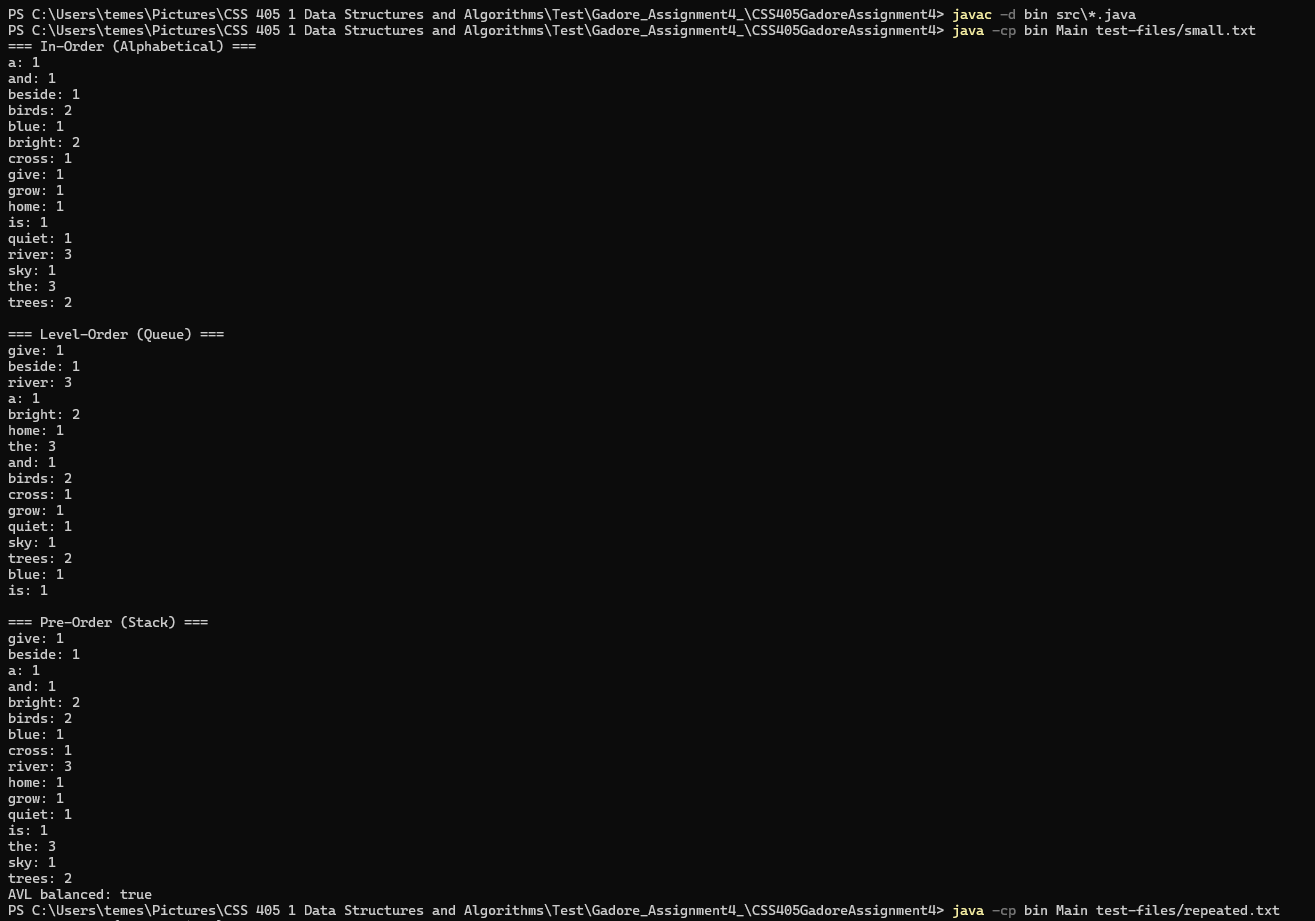 PS C:\Users\temes\Pictures\CSS 405 1 Data Structures and Algorithms\Test\Gadore_Assignment4_\CSS405GadoreAssignment4> javac -d bin src\*.java
PS C:\Users\temes\Pictures\CSS 405 1 Data Structures and Algorithms\Test\Gadore_Assignment4_\CSS405GadoreAssignment4> java -cp bin Main test-files/small.txt
=== In-Order (Alphabetical) ===
a: 1
and: 1
beside: 1
birds: 2
blue: 1
bright: 2
cross: 1
give: 1
grow: 1
home: 1
is: 1
quiet: 1
river: 3
sky: 1
the: 3
trees: 2

=== Level-Order (Queue) ===
give: 1
beside: 1
river: 3
a: 1
bright: 2
home: 1
the: 3
and: 1
birds: 2
cross: 1
grow: 1
quiet: 1
sky: 1
trees: 2
blue: 1
is: 1

=== Pre-Order (Stack) ===
give: 1
beside: 1
a: 1
and: 1
bright: 2
birds: 2
blue: 1
cross: 1
river: 3
home: 1
grow: 1
quiet: 1
is: 1
the: 3
sky: 1
trees: 2
AVL balanced: true
PS C:\Users\temes\Pictures\CSS 405 1 Data Structures and Algorithms\Test\Gadore_Assignment4_\CSS405GadoreAssignment4> java -cp bin Main test-files/repeated.txt